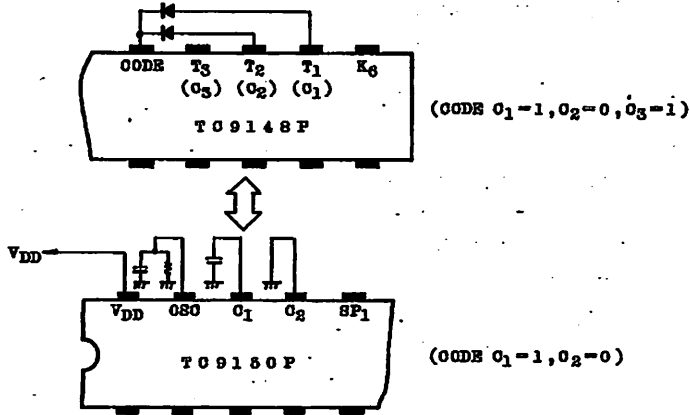 CODE T3 T2 T1 K6
(C3) (C2) (C1)
TC9148P
(CODE C1=1, C2=0, C3=1)
VDD
VDD OSC C1 C2 SP1
TC9150P
(CODE C1=1, C2=0)